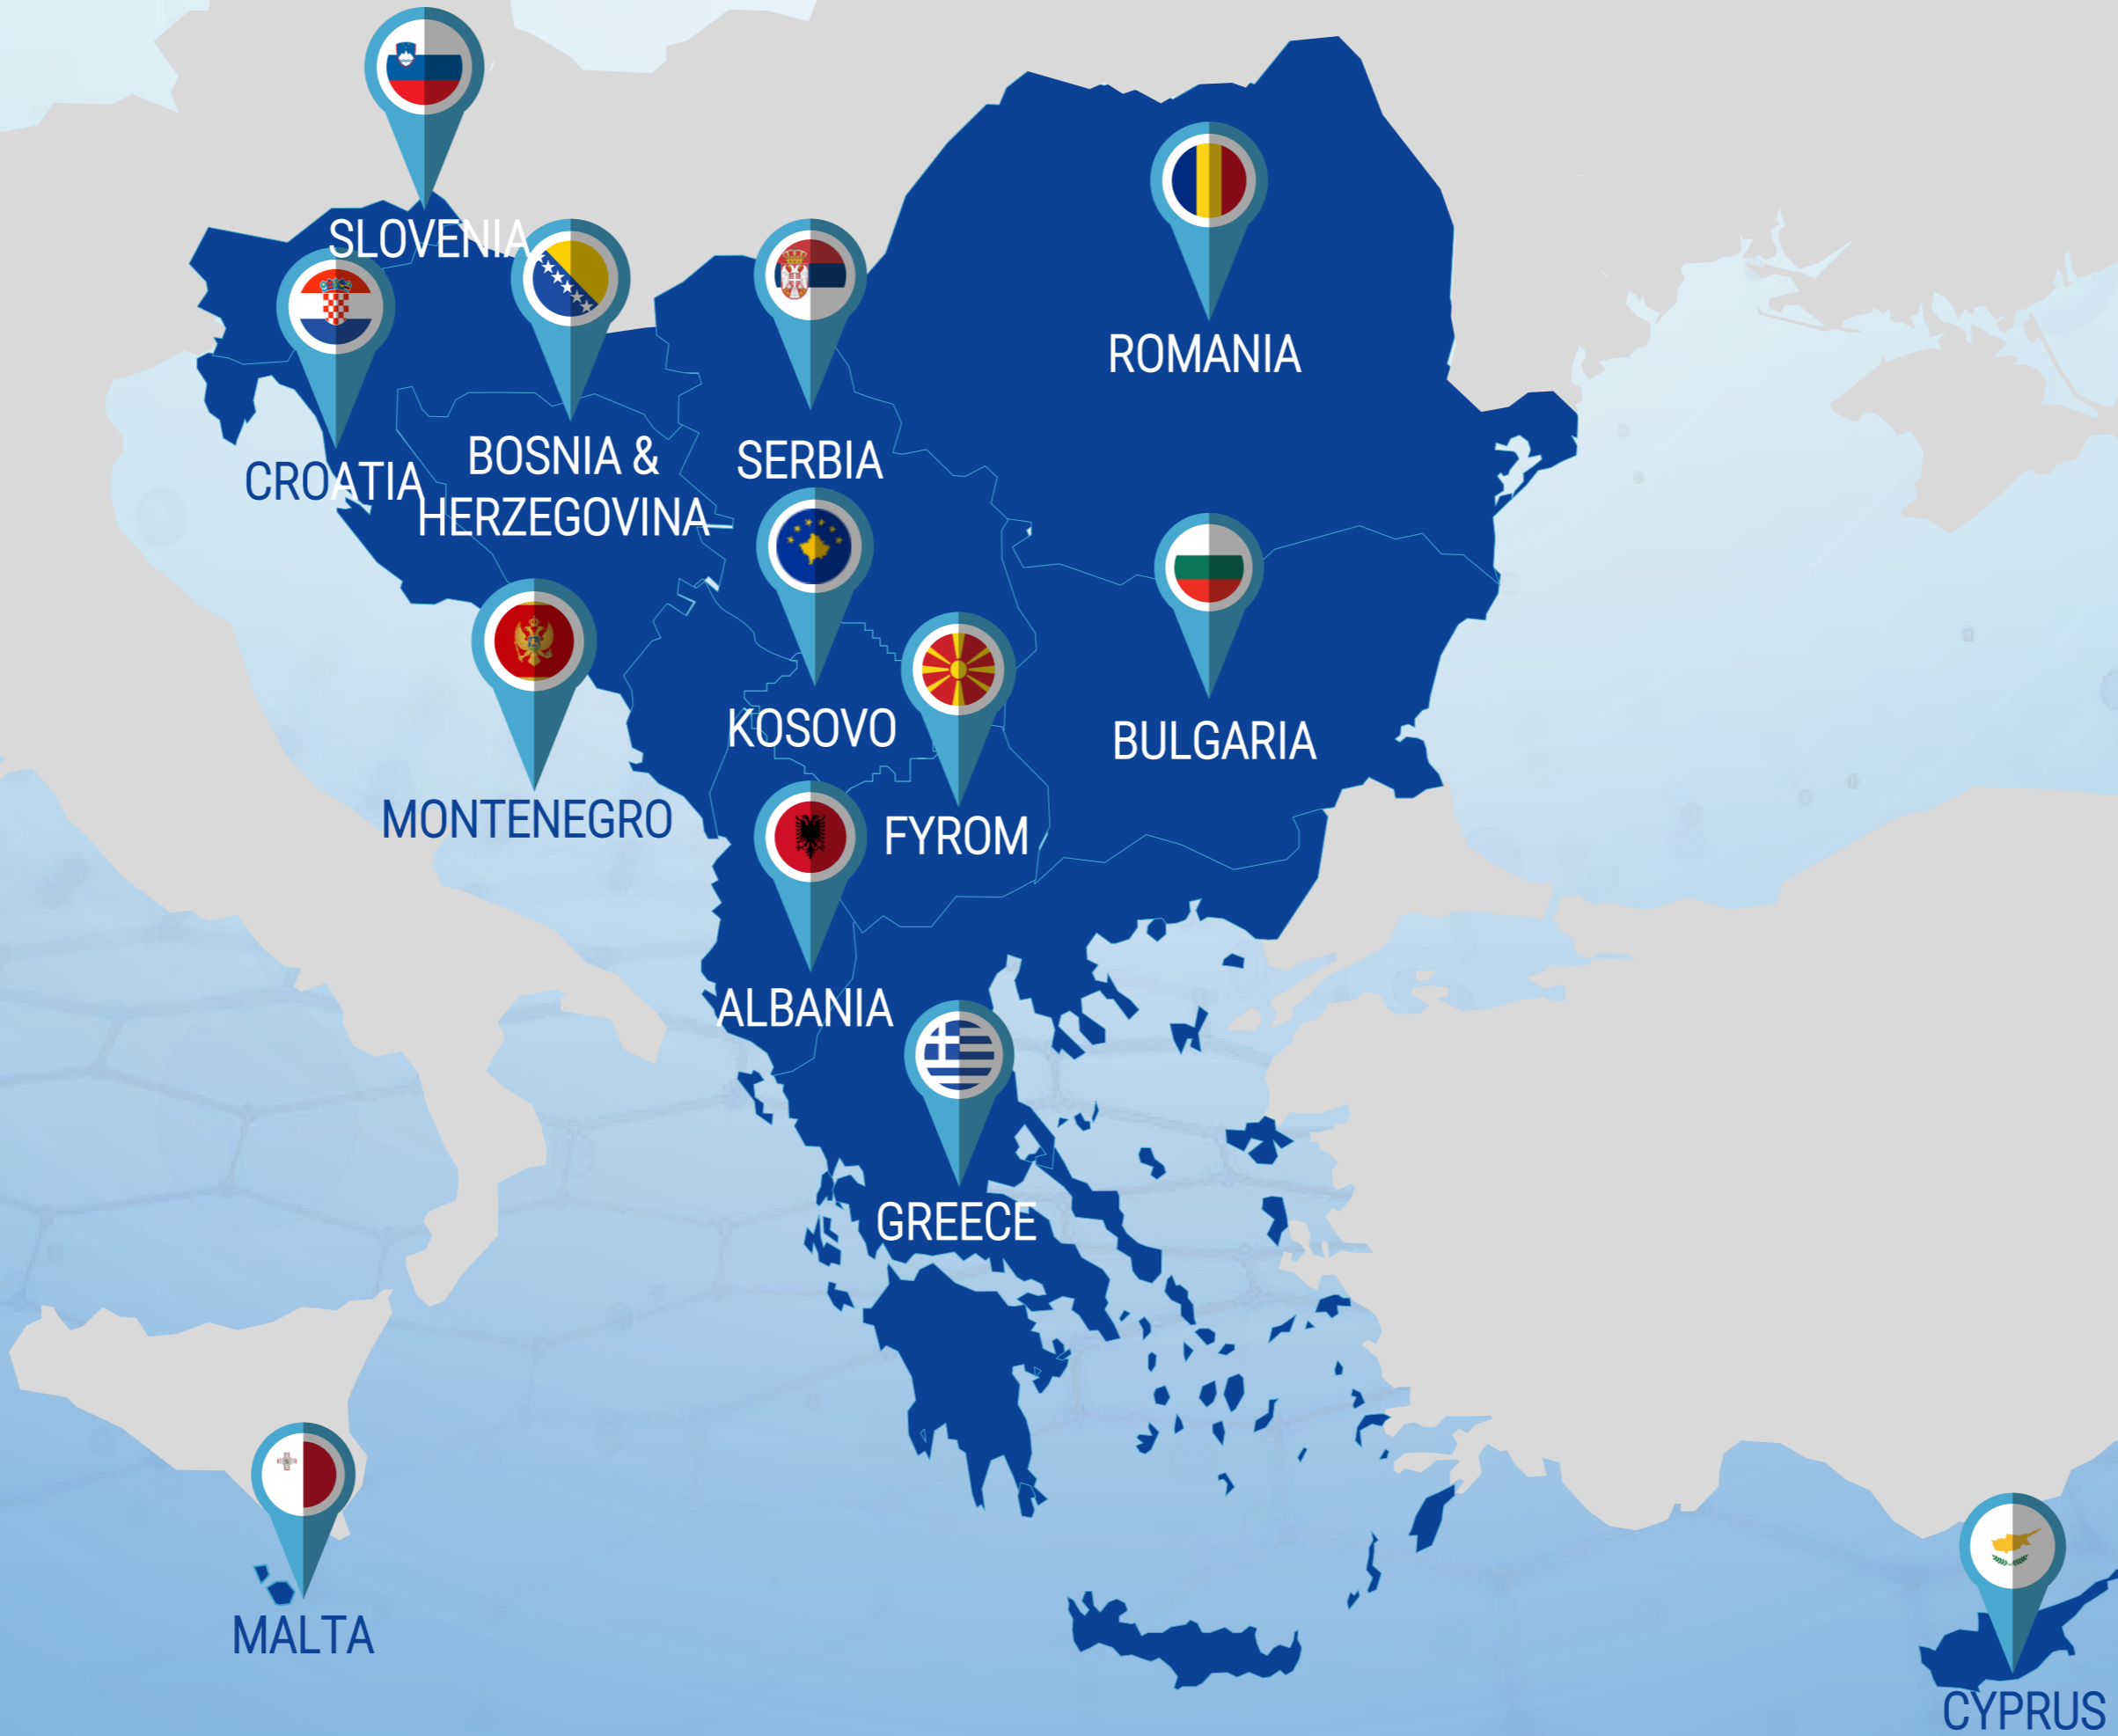 SLOVENIA
ROMANIA
CROATIA
BOSNIA &
HERZEGOVINA
SERBIA
KOSOVO
BULGARIA
MONTENEGRO
FYROM
ALBANIA
GREECE
MALTA
CYPRUS